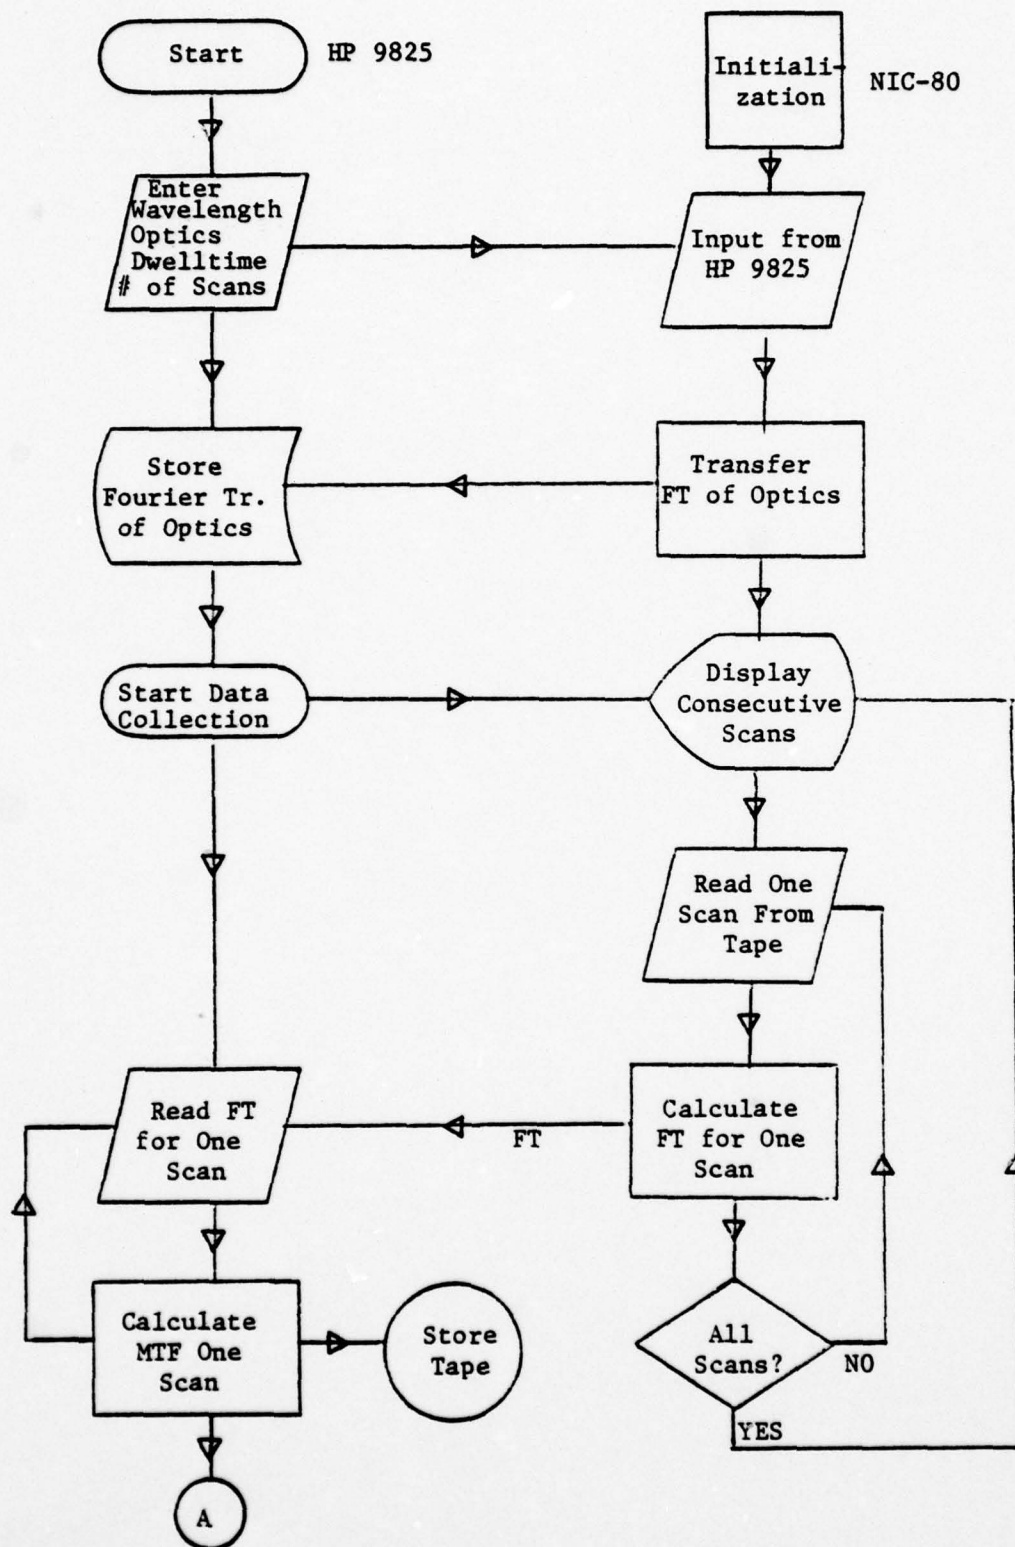 Start
HP 9825
Initiali-
zation
NIC-80
Enter
Wavelength
Optics
Dwelltime
# of Scans
Input from
HP 9825
Store
Fourier Tr.
of Optics
Transfer
FT of Optics
Start Data
Collection
Display
Consecutive
Scans
Read One
Scan From
Tape
Read FT
for One
Scan
FT
Calculate
FT for One
Scan
Calculate
MTF One
Scan
Store
Tape
All
Scans?
NO
YES
A